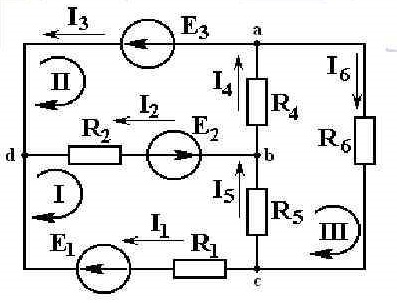 I3 E3 a
II I4 I6
R4
I2 R6
R2 E2
d b
I I5
R5
E1 I1 R1 III
c